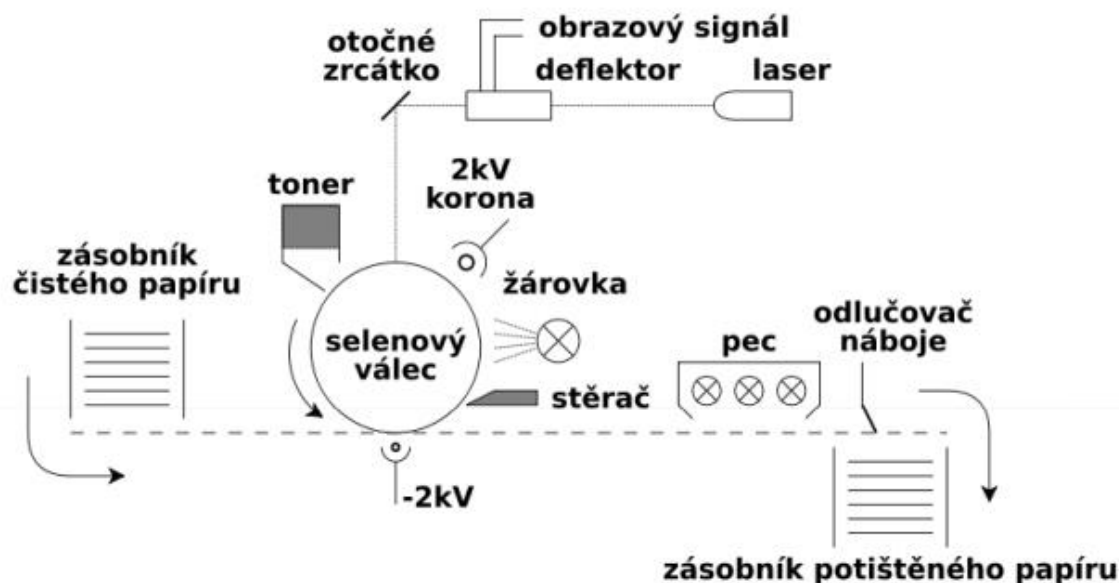 otočné
zrcátko
obrazový signál
deflektor
laser
2kV
korona
toner
zásobník
čistého papíru
žárovka
selenový
válec
pec
odlučovač
náboje
stěrač
-2kV
zásobník potištěného papíru